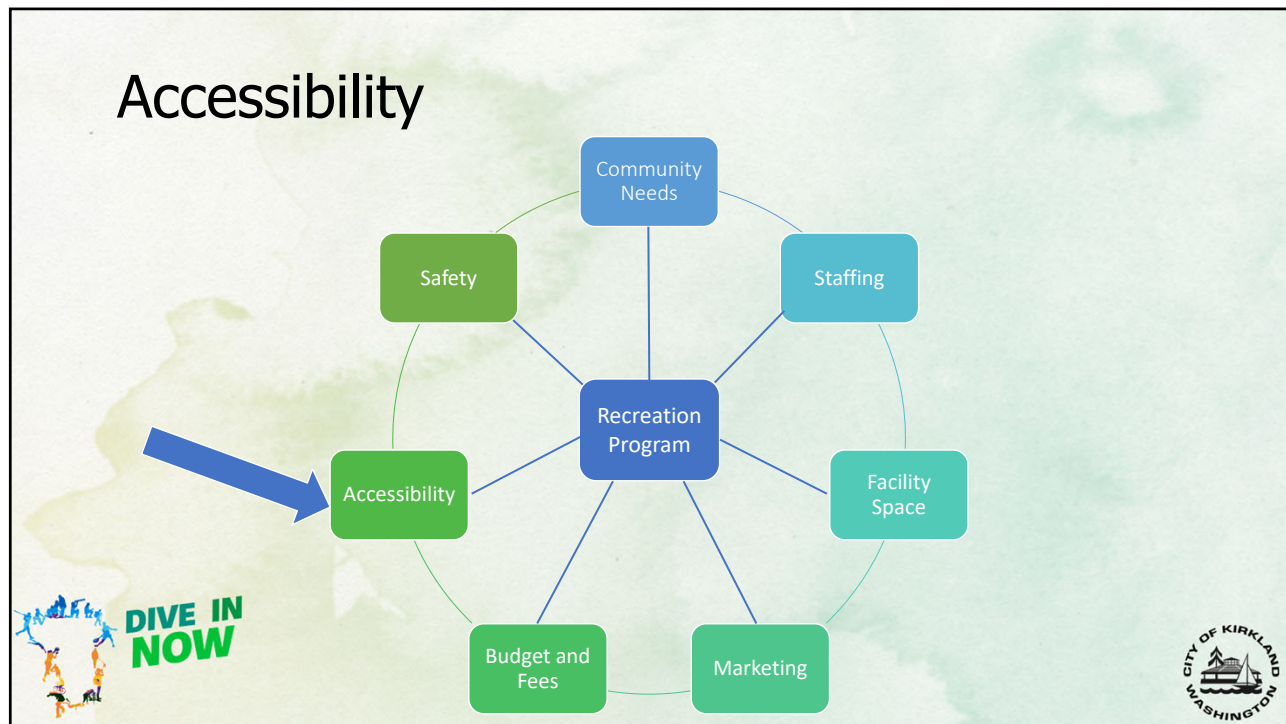 Accessibility
Community
Needs
Safety
Staffing
Recreation
Program
Accessibility
Facility
Space
Budget and
Fees
Marketing
DIVE IN
NOW
CITY OF KIRKLAND
WASHINGTON